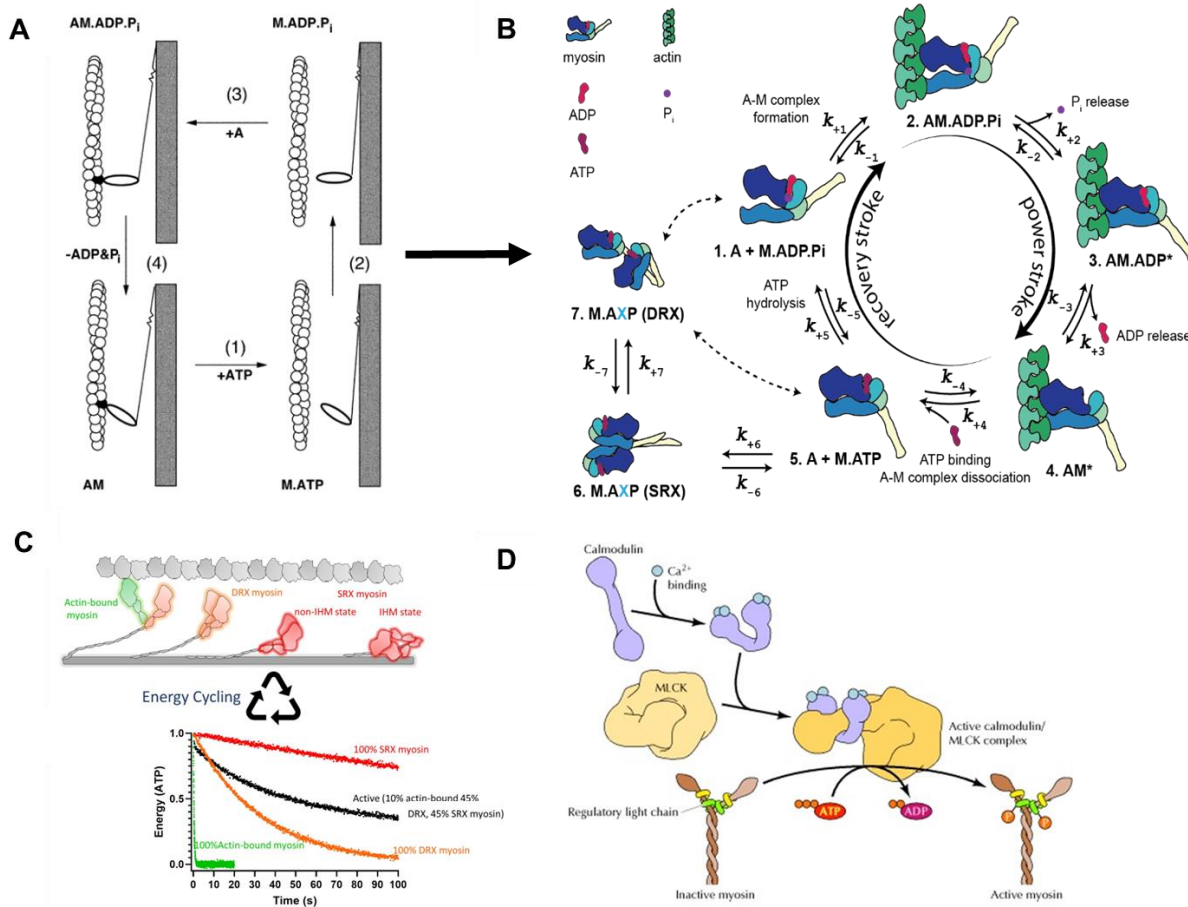 A
AM.ADP.Pi
M.ADP.Pi
(3)
+A
-ADP&Pi
(4)
(2)
(1)
+ATP
AM
M.ATP
B
myosin
actin
ADP
Pi
ATP
A-M complex
formation
k+1
k-1
2. AM.ADP.Pi
Pi release
k+2
k-2
1. A + M.ADP.Pi
recovery stroke
power stroke
3. AM.ADP*
ATP
hydrolysis
k-5
k+5
k-3
k+3
ADP release
7. M.AXP (DRX)
k-7
k+7
k-4
k+4
5. A + M.ATP
ATP binding
A-M complex dissociation
4. AM*
k+6
k-6
6. M.AXP (SRX)
C
Actin-bound
myosin
DRX myosin
SRX myosin
non-IHM state
IHM state
Energy Cycling
Energy (ATP)
1.0
0.5
0.0
100% SRX myosin
Active (10% actin-bound 45%
DRX, 45% SRX myosin)
100%Actin-bound myosin
100% DRX myosin
0 10 20 30 40 50 60 70 80 90 100
Time (s)
D
Calmodulin
Ca2+
binding
MLCK
Active calmodulin/
MLCK complex
Regulatory light chain
ATP
ADP
P
P
Inactive myosin
Active myosin